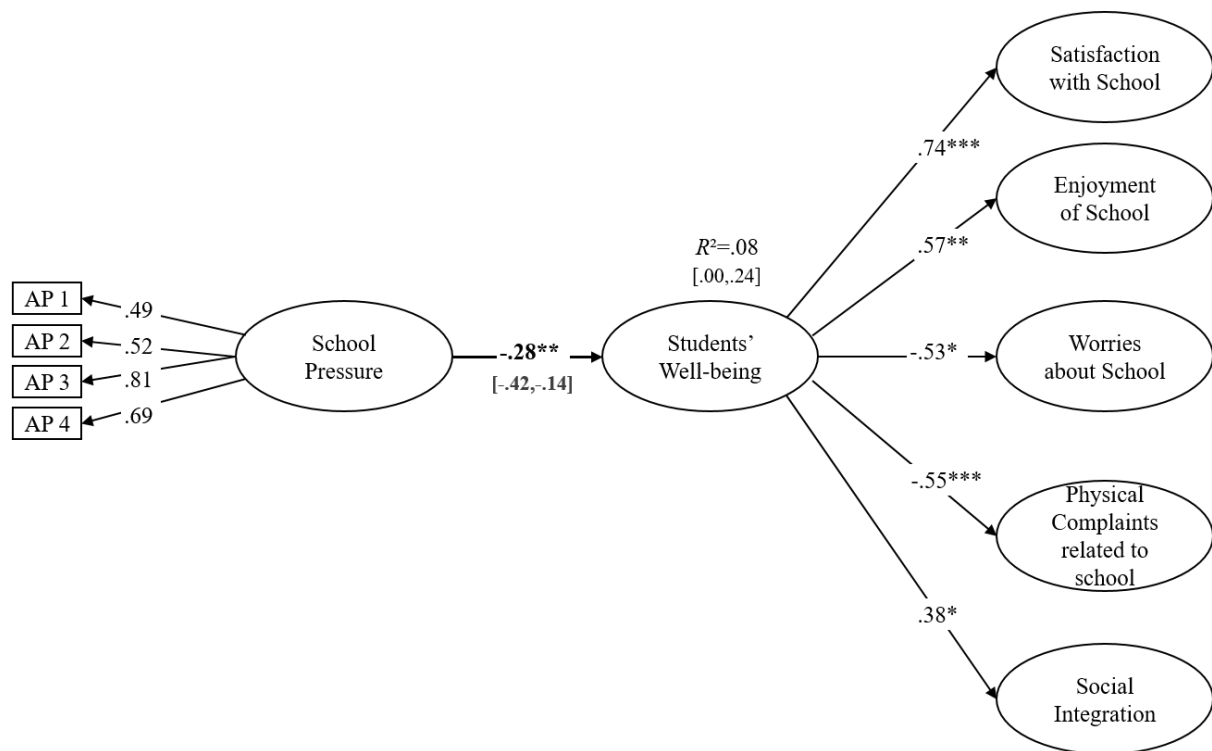 Satisfaction
with School
.74***
Enjoyment
of School
.57**
R²=.08
[.00,.24]
AP 1
.49
AP 2
.52
AP 3
.81
AP 4
.69
School
Pressure
-.28**
[-.42,-.14]
Students’
Well-being
-.53*
Worries
about School
-.55***
Physical
Complaints
related to
school
.38*
Social
Integration